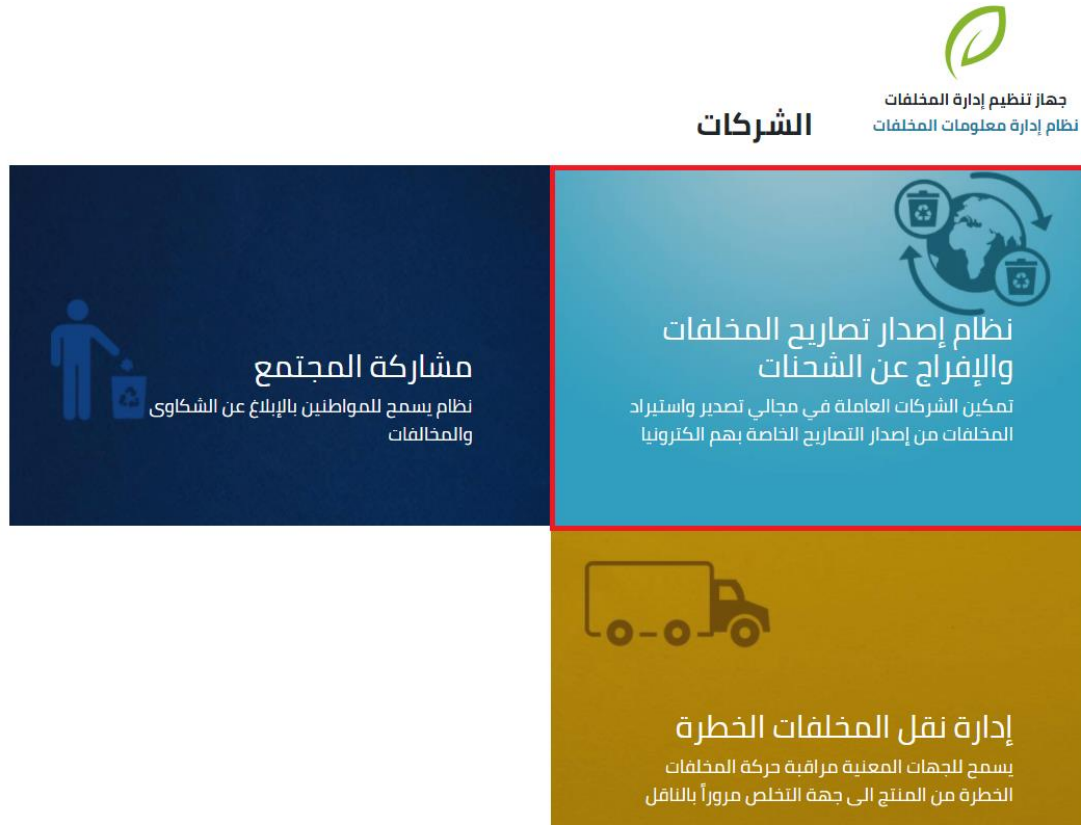 جهاز تنظيم إدارة المخلفات
نظام إدارة معلومات المخلفات
الشركات
نظام إصدار تصاريح المخلفات
والإفراج عن الشحنات
تمكين الشركات العاملة في مجالي تصدير واستيراد
المخلفات من إصدار التصاريح الخاصة بهم الكترونيا
مشاركة المجتمع
نظام يسمح للمواطنين بالإبلاغ عن الشكاوى
والمخالفات
إدارة نقل المخلفات الخطرة
يسمح للجهات المعنية مراقبة حركة المخلفات
الخطرة من المنتج الى جهة التخلص مروراً بالناقل